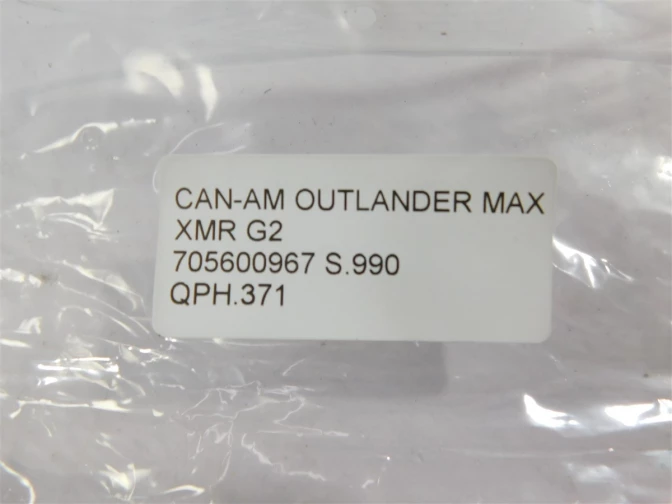 CAN-AM OUTLANDER MAX
XMR G2
705600967 S.990
QPH.371